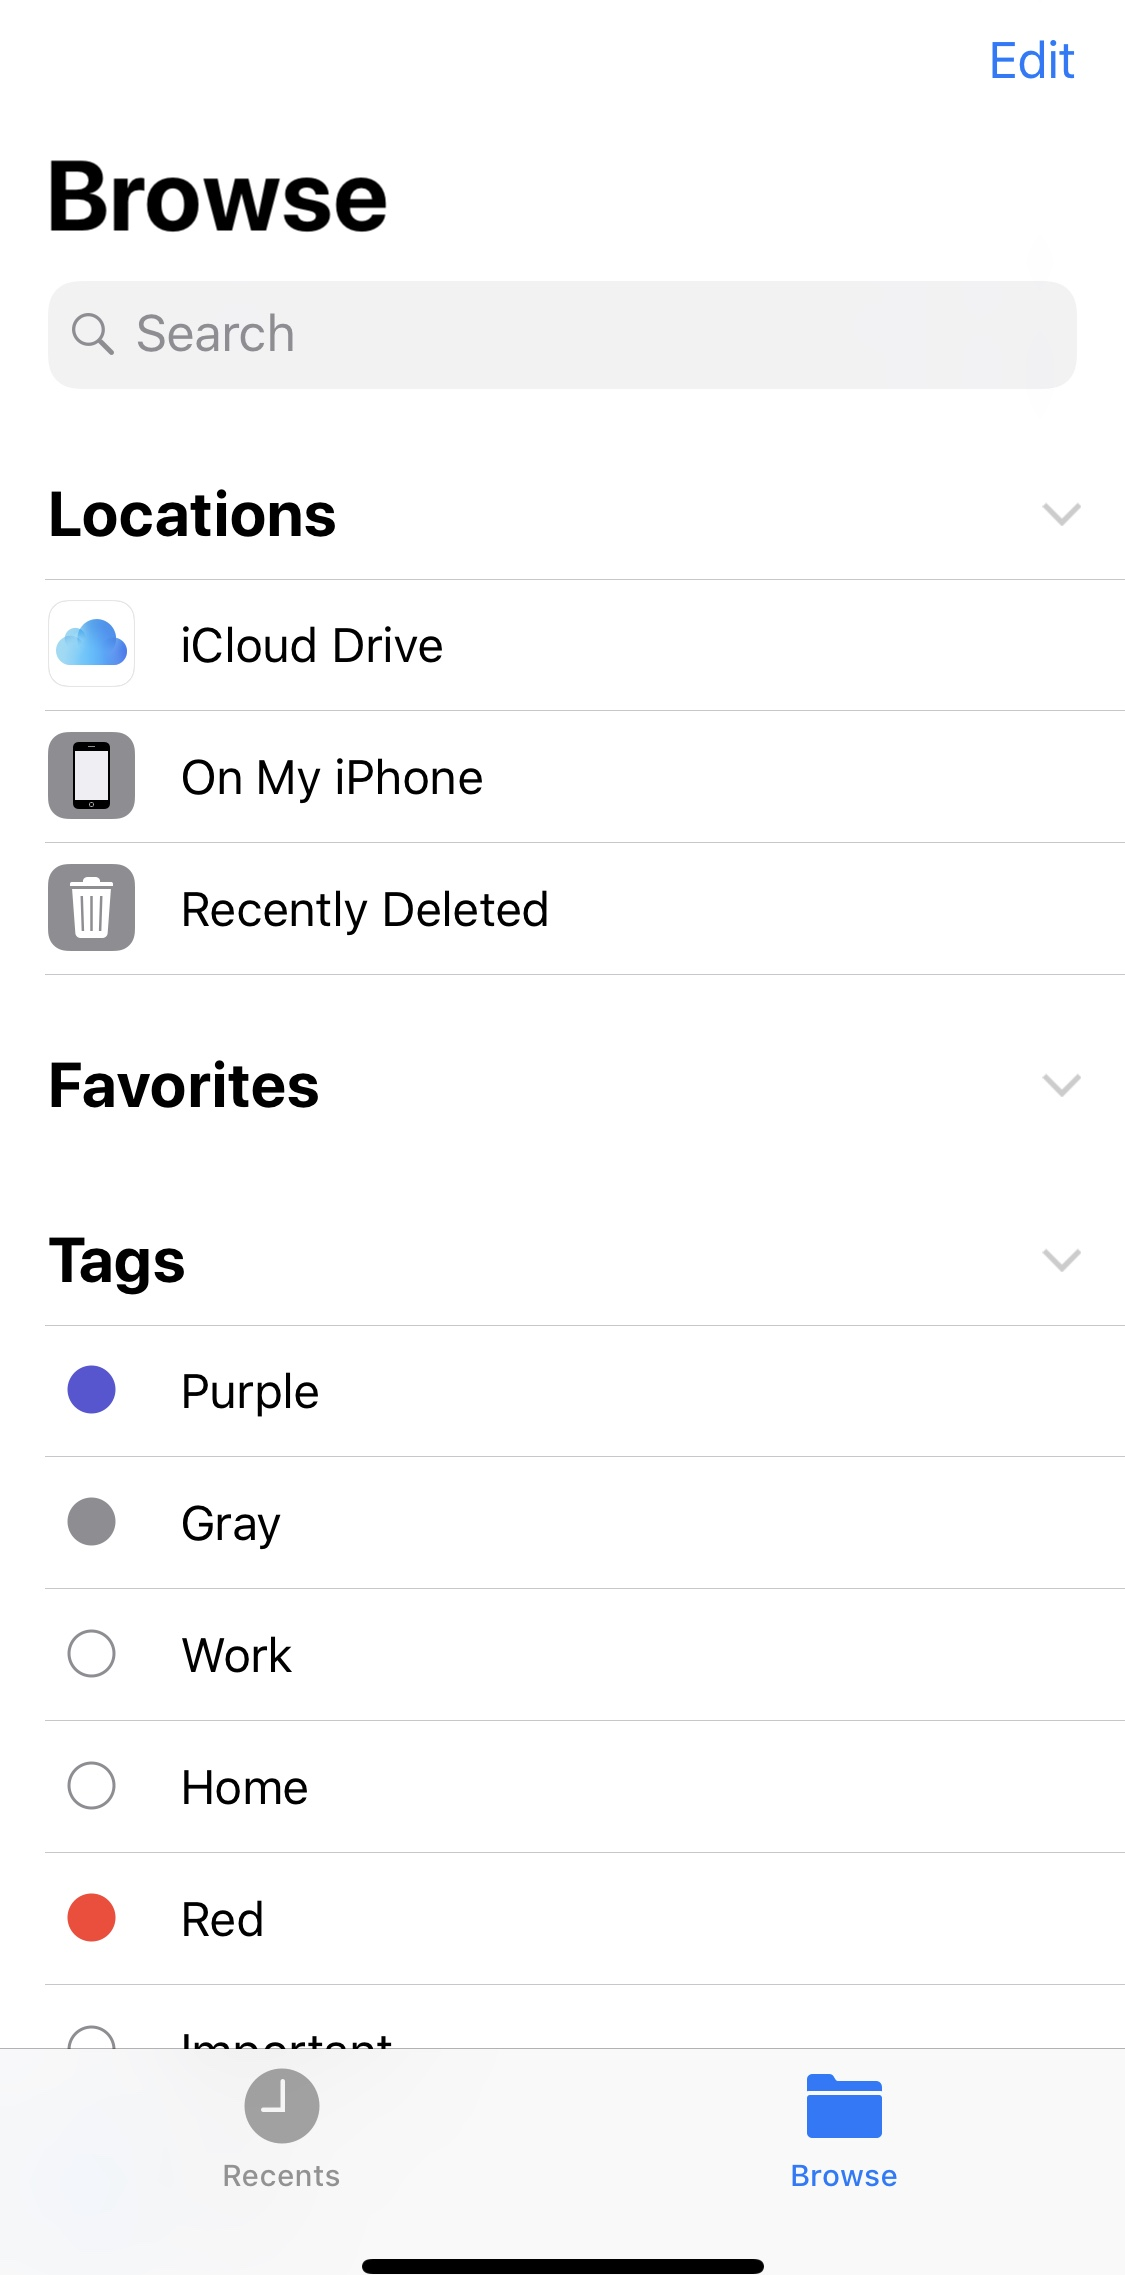 Edit
Browse
Search
Locations
iCloud Drive
On My iPhone
Recently Deleted
Favorites
Tags
Purple
Gray
Work
Home
Red
Important
Recents
Browse